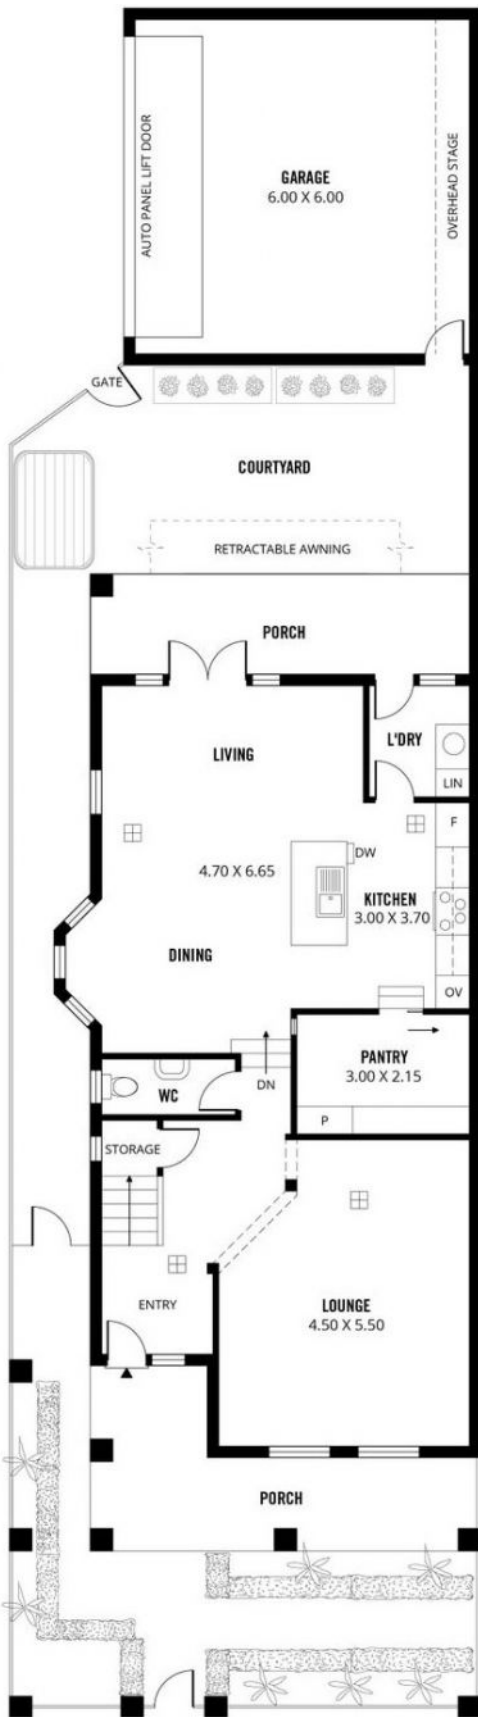 AUTO PANEL LIFT DOOR
GARAGE
6.00 X 6.00
OVERHEAD STAGE
GATE
COURTYARD
RETRACTABLE AWNING
PORCH
LIVING
L'DRY
LIN
F
DW
4.70 X 6.65
KITCHEN
3.00 X 3.70
DINING
OV
PANTRY
3.00 X 2.15
DN
WC
P
STORAGE
ENTRY
LOUNGE
4.50 X 5.50
PORCH